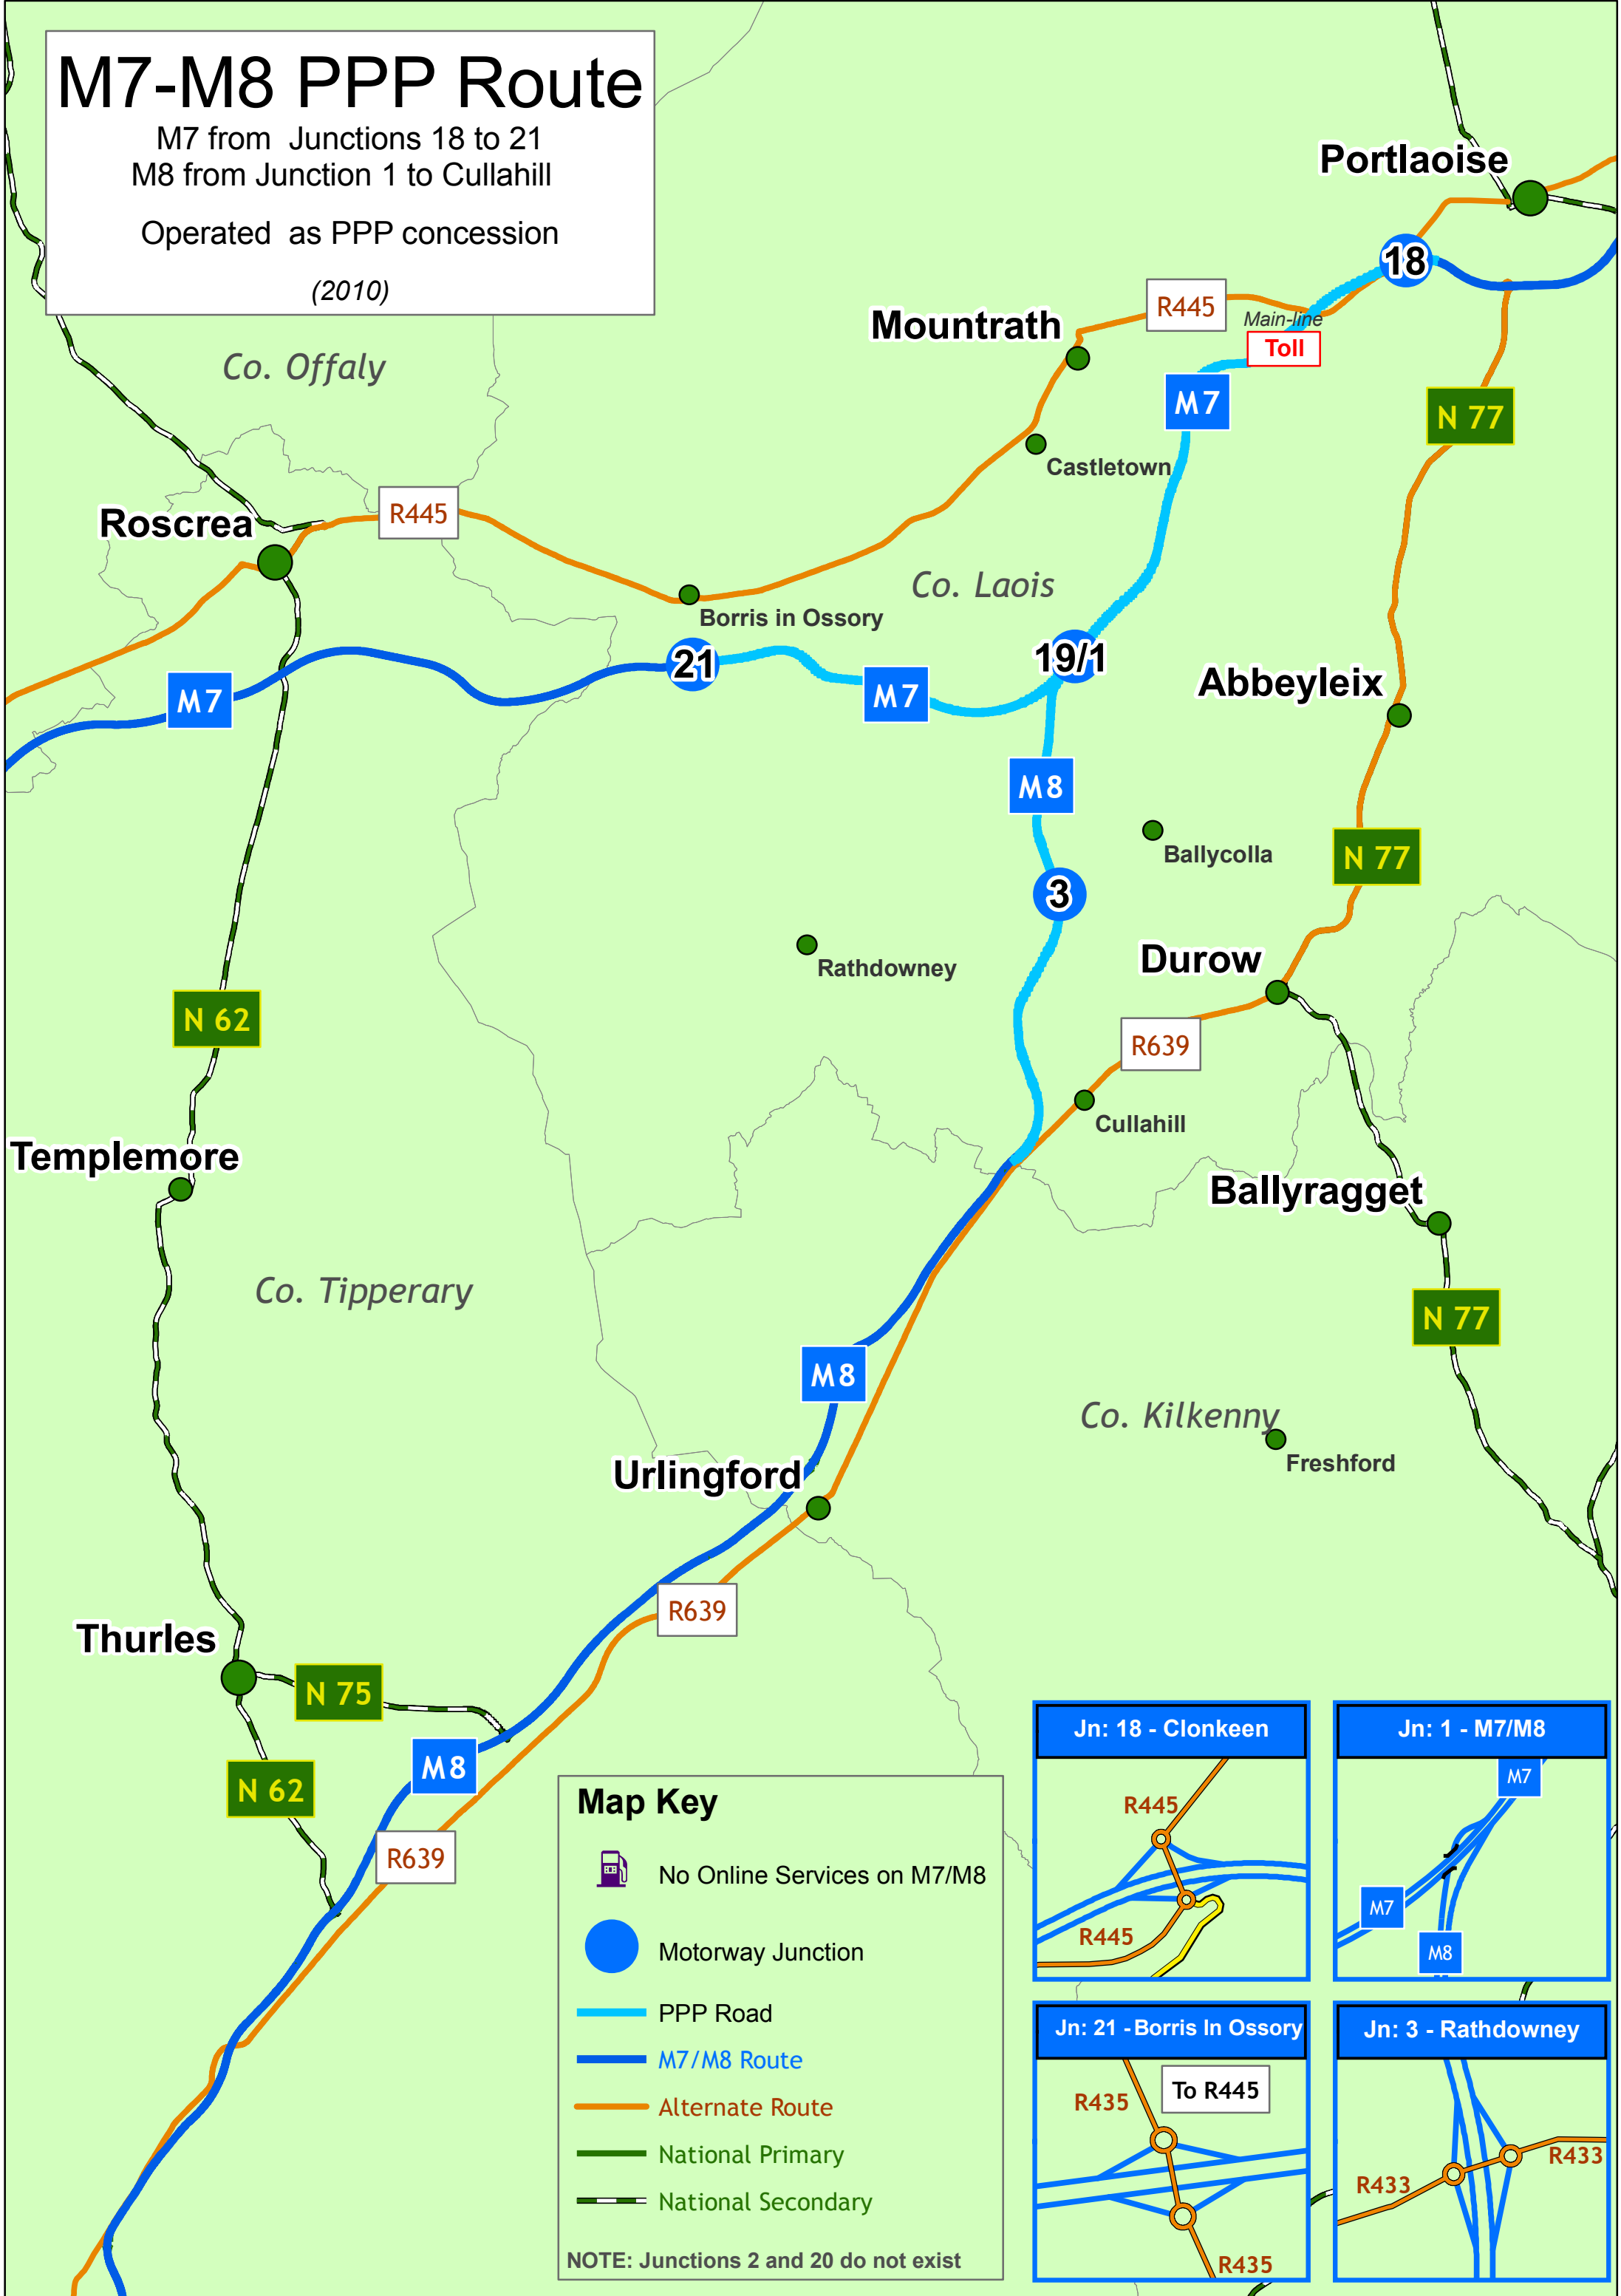 M7-M8 PPP Route
M7 from Junctions 18 to 21
M8 from Junction 1 to Cullahill
Operated as PPP concession
(2010)
Portlaoise
18
R445
Main-line
Toll
Mountrath
M7
N 77
Co. Offaly
Castletown
Roscrea
R445
Co. Laois
Borris in Ossory
21
19/1
M7
M7
Abbeyleix
M8
Ballycolla
N 77
3
Rathdowney
Durow
N 62
R639
Cullahill
Templemore
Ballyragget
Co. Tipperary
N 77
M8
Co. Kilkenny
Freshford
Urlingford
R639
Thurles
N 75
M8
N 62
R639
Map Key
No Online Services on M7/M8
Motorway Junction
PPP Road
M7/M8 Route
Alternate Route
National Primary
National Secondary
NOTE: Junctions 2 and 20 do not exist
Jn: 18 - Clonkeen
R445
R445
Jn: 1 - M7/M8
M7
M7
M8
Jn: 21 - Borris In Ossory
R435
To R445
R435
Jn: 3 - Rathdowney
R433
R433